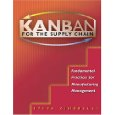 KANBAN
FOR THE SUPPLY CHAIN
Fundamental
Practices for
Manufacturing
Management